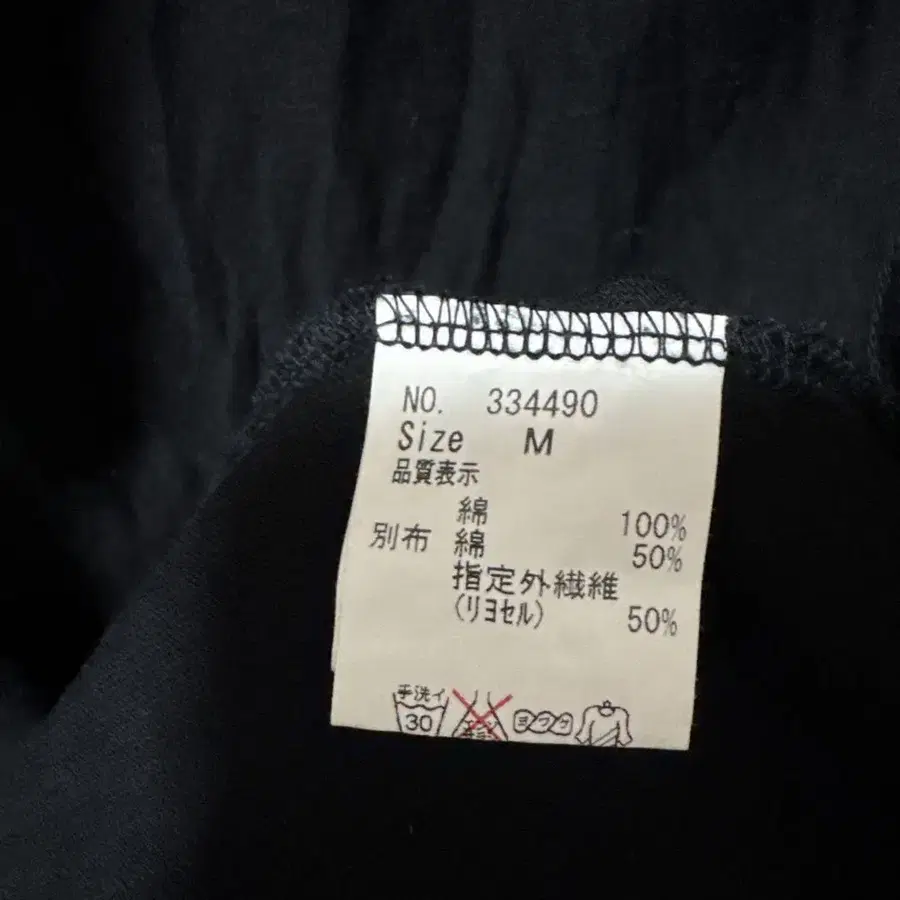 NO. 334490
Size M
品質表示
綿 100%
別布 綿 50%
指定外繊維
(リヨセル) 50%
手洗イ
30
ヨワク